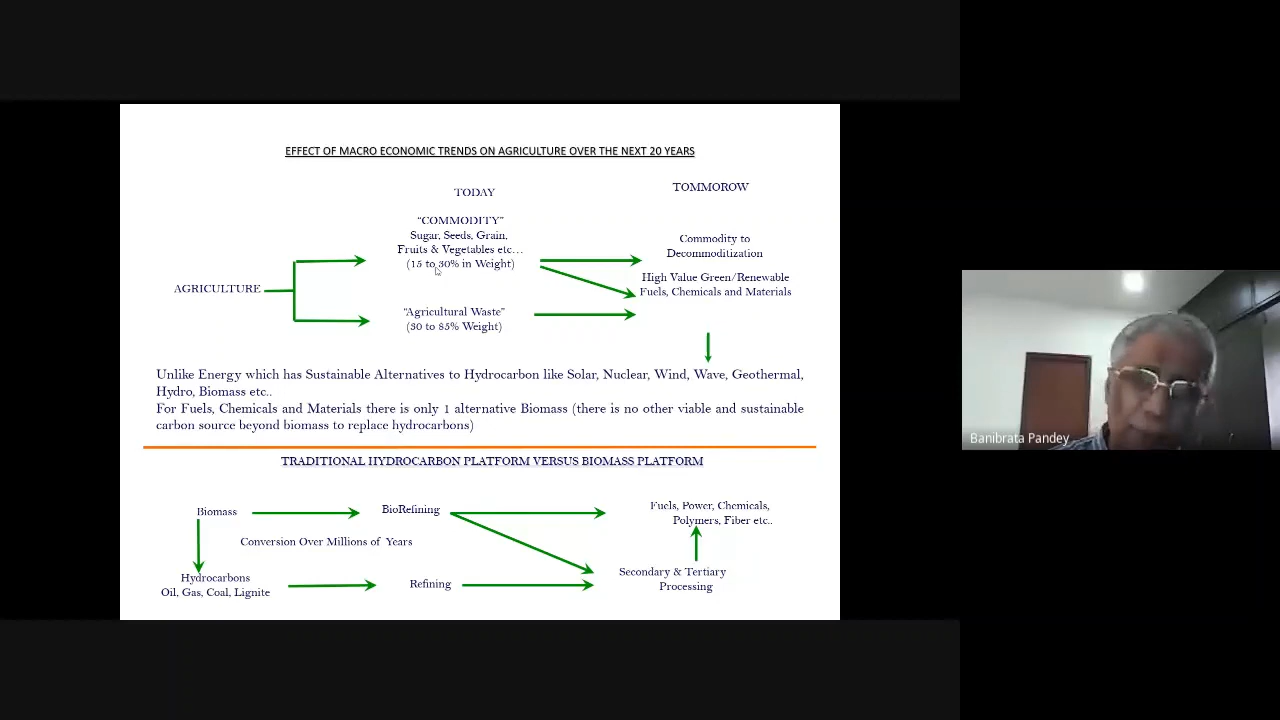 EFFECT OF MACRO ECONOMIC TRENDS ON AGRICULTURE OVER THE NEXT 20 YEARS
TODAY
TOMMOROW
"COMMODITY"
Sugar, Seeds, Grain,
Fruits & Vegetables etc…
(15 to 30% in Weight)
Commodity to
Decommoditization
High Value Green/Renewable
Fuels, Chemicals and Materials
AGRICULTURE
"Agricultural Waste"
(30 to 85% Weight)
Unlike Energy which has Sustainable Alternatives to Hydrocarbon like Solar, Nuclear, Wind, Wave, Geothermal,
Hydro, Biomass etc..
For Fuels, Chemicals and Materials there is only 1 alternative Biomass (there is no other viable and sustainable
carbon source beyond biomass to replace hydrocarbons)
TRADITIONAL HYDROCARBON PLATFORM VERSUS BIOMASS PLATFORM
Biomass
BioRefining
Fuels, Power, Chemicals,
Polymers, Fiber etc..
Conversion Over Millions of Years
Hydrocarbons
Oil, Gas, Coal, Lignite
Refining
Secondary & Tertiary
Processing
Banibrata Pandey